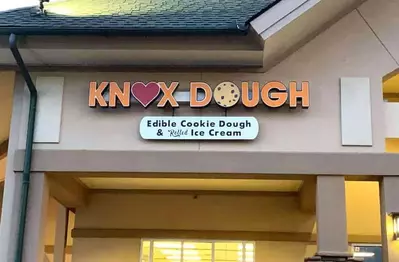 KNOX DOUGH
Edible Cookie Dough
& Rolled Ice Cream